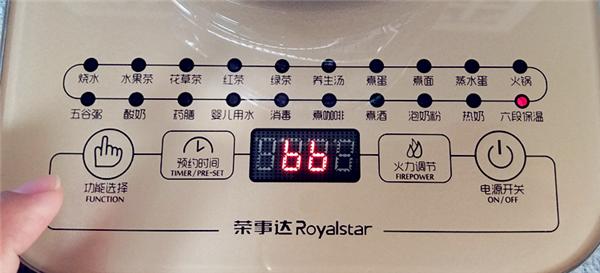 烧水 水果茶 花草茶 红茶 绿茶 养生汤 煮蛋 煮面 蒸水蛋 火锅
五谷粥 酸奶 药膳 婴儿用水 消毒 煮咖啡 煮酒 泡奶粉 热奶 六段保温
功能选择
FUNCTION
预约时间
TIMER/PRE-SET
bb
火力调节
FIREPOWER
电源开关
ON/OFF
荣事达 Royalstar